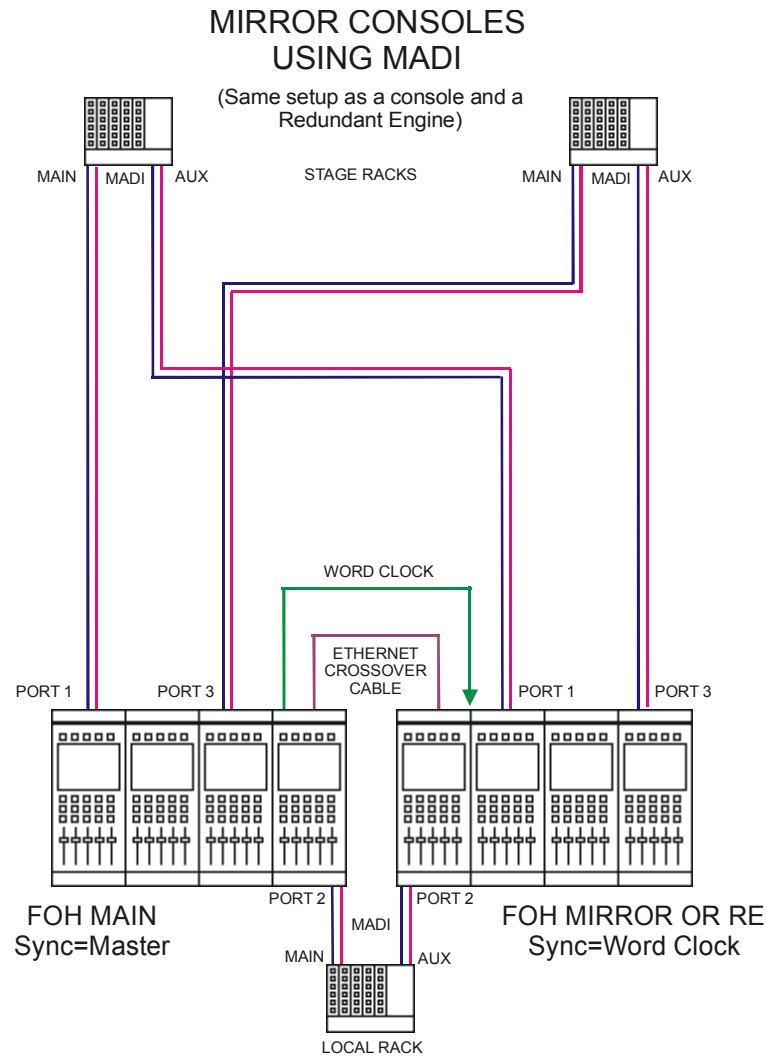 MIRROR CONSOLES
USING MADI
(Same setup as a console and a
Redundant Engine)
MAIN
MADI
AUX
STAGE RACKS
MAIN
MADI
AUX
WORD CLOCK
ETHERNET
CROSSOVER
CABLE
PORT 1
PORT 3
PORT 1
PORT 3
PORT 2
PORT 2
FOH MAIN
Sync=Master
MADI
FOH MIRROR OR RE
Sync=Word Clock
MAIN
AUX
LOCAL RACK